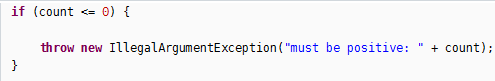 if (count <= 0) {
throw new IllegalArgumentException("must be positive: " + count);
}